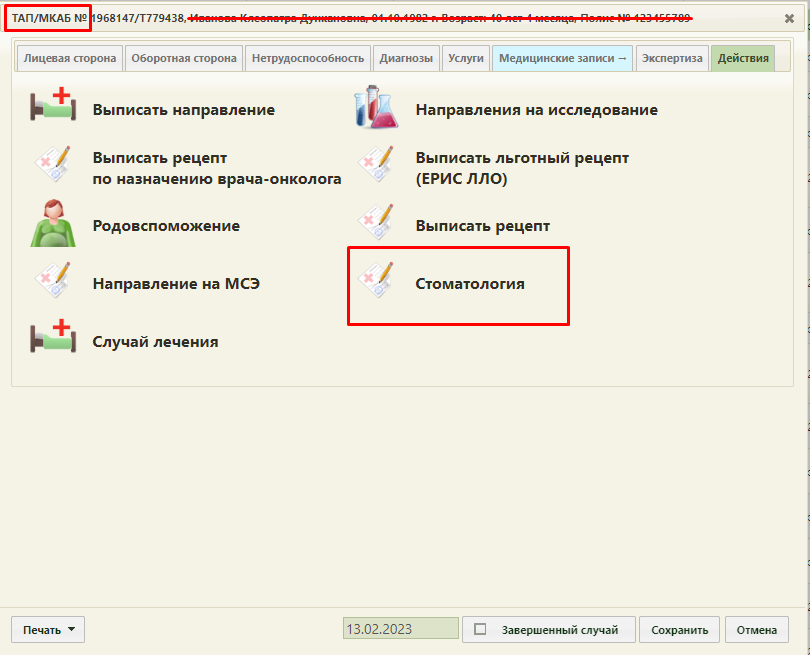 ТАП/МКАБ № 1968147/Т779438, Иванова Клеопатра Дункановна, 01.10.1982 г. Возраст: 40 лет 4 месяца, Полис № 123455789
Лицевая сторона Оборотная сторона Нетрудоспособность Диагнозы Услуги Медицинские записи → Экспертиза Действия
Выписать направление
Направления на исследование
Выписать рецепт
по назначению врача-онколога
Выписать льготный рецепт
(ЕРИС ЛЛО)
Родовспоможение
Выписать рецепт
Направление на МСЭ
Стоматология
Случай лечения
Печать 13.02.2023 Завершенный случай Сохранить Отмена